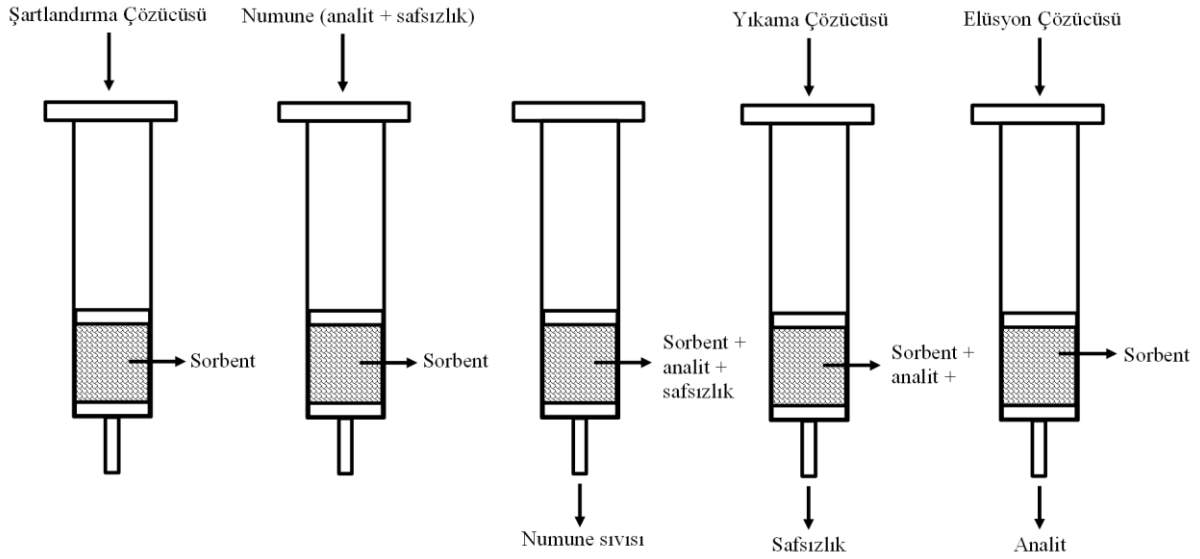 Şartlandırma Çözücüsü
Numune (analit + safsızlık)
Yıkama Çözücüsü
Elüsyon Çözücüsü
Sorbent
Sorbent
Sorbent +
analit +
safsızlık
Sorbent +
analit +
Sorbent
Numune sıvısı
Safsızlık
Analit